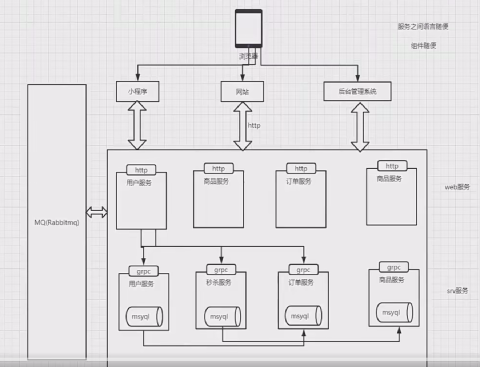 服务之间语言随便
组件随便
浏览器
小程序
网站
后台管理系统
http
MQ(Rabbitmq)
http
用户服务
http
商品服务
http
订单服务
http
商品服务
web服务
grpc
用户服务
msyql
grpc
秒杀服务
msyql
grpc
订单服务
msyql
grpc
商品服务
msyql
srv服务